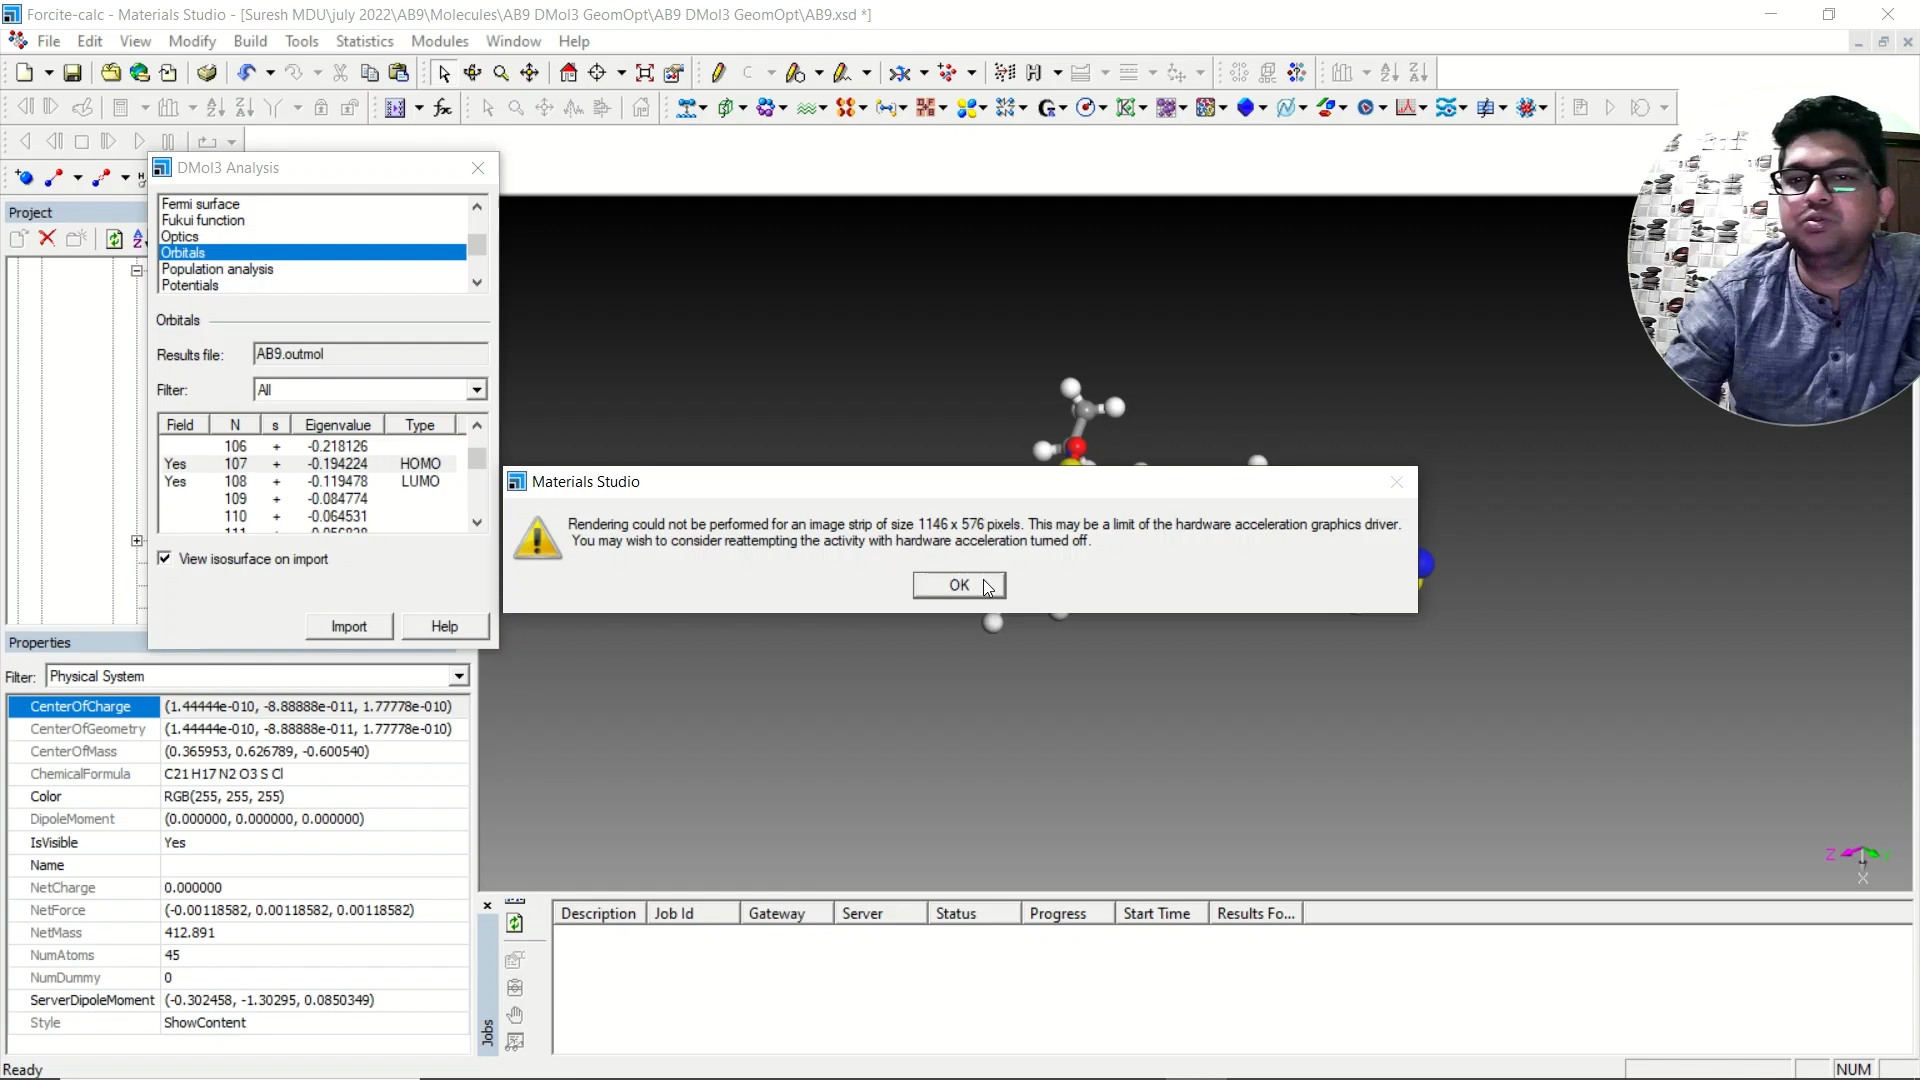 Forcite-calc - Materials Studio - [Suresh MDU\july 2022\AB9\Molecules\AB9 DMol3 GeomOpt\AB9 DMol3 GeomOpt\AB9.xsd *]
File Edit View Modify Build Tools Statistics Modules Window Help
DMol3 Analysis
Fermi surface
Fukui function
Optics
Orbitals
Population analysis
Potentials
Orbitals
Results file: AB9.outmol
Filter: All
Field N s Eigenvalue Type
106 + -0.218126
Yes 107 + -0.194224 HOMO
Yes 108 + -0.119478 LUMO
109 + -0.084774
110 + -0.064531
View isosurface on import
Import Help
Project
Materials Studio
Rendering could not be performed for an image strip of size 1146 x 576 pixels. This may be a limit of the hardware acceleration graphics driver.
You may wish to consider reattempting the activity with hardware acceleration turned off.
OK
Properties
Filter: Physical System
CenterOfCharge (1.44444e-010, -8.88888e-011, 1.77778e-010)
CenterOfGeometry (1.44444e-010, -8.88888e-011, 1.77778e-010)
CenterOfMass (0.365953, 0.626789, -0.600540)
ChemicalFormula C21 H17 N2 O3 S Cl
Color RGB(255, 255, 255)
DipoleMoment (0.000000, 0.000000, 0.000000)
IsVisible Yes
Name
NetCharge 0.000000
NetForce (-0.00118582, 0.00118582, 0.00118582)
NetMass 412.891
NumAtoms 45
NumDummy 0
ServerDipoleMoment (-0.302458, -1.30295, 0.0850349)
Style ShowContent
Z
X
Jobs
Description Job Id Gateway Server Status Progress Start Time Results Fo...
Ready
NUM